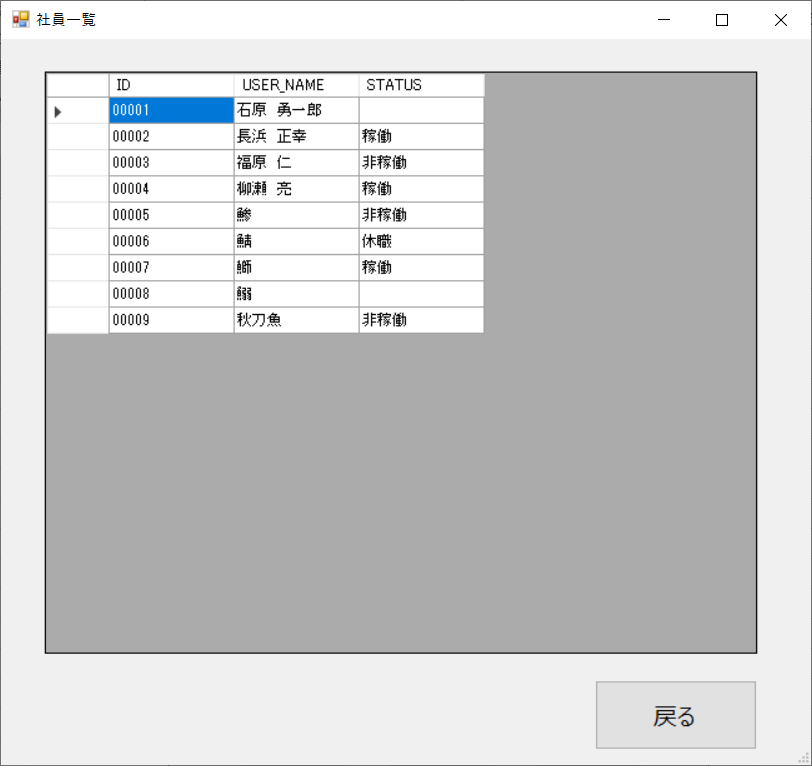 社員一覧
ID USER_NAME STATUS
00001 石原 勇一郎
00002 長浜 正幸 稼働
00003 福原 仁 非稼働
00004 柳瀬 亮 稼働
00005 鯵 非稼働
00006 鯖 休職
00007 鰤 稼働
00008 鰯
00009 秋刀魚 非稼働
戻る